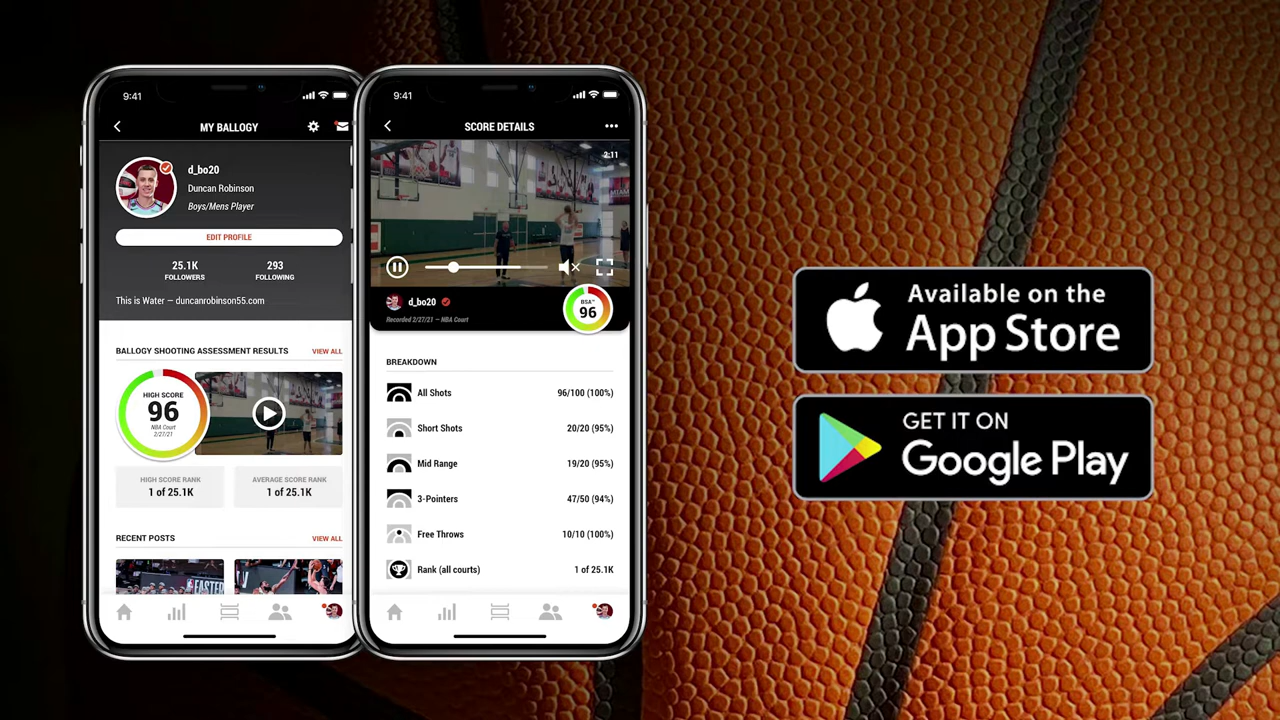 9:41
MY BALLOGY
d_bo20
Duncan Robinson
Boys/Mens Player
EDIT PROFILE
25.1K
FOLLOWERS
293
FOLLOWING
This is Water — duncanrobinson55.com
BALLOGY SHOOTING ASSESSMENT RESULTS
VIEW ALL
HIGH SCORE
96
NBA Court
2/27/21
HIGH SCORE RANK
1 of 25.1K
AVERAGE SCORE RANK
1 of 25.1K
RECENT POSTS
VIEW ALL
EASTER
9:41
SCORE DETAILS
2:11
MIAMI
d_bo20
Recorded 2/27/21 — NBA Court
BSA™
96
BREAKDOWN
All Shots 96/100 (100%)
Short Shots 20/20 (95%)
Mid Range 19/20 (95%)
3-Pointers 47/50 (94%)
Free Throws 10/10 (100%)
Rank (all courts) 1 of 25.1K
Available on the
App Store
GET IT ON
Google Play